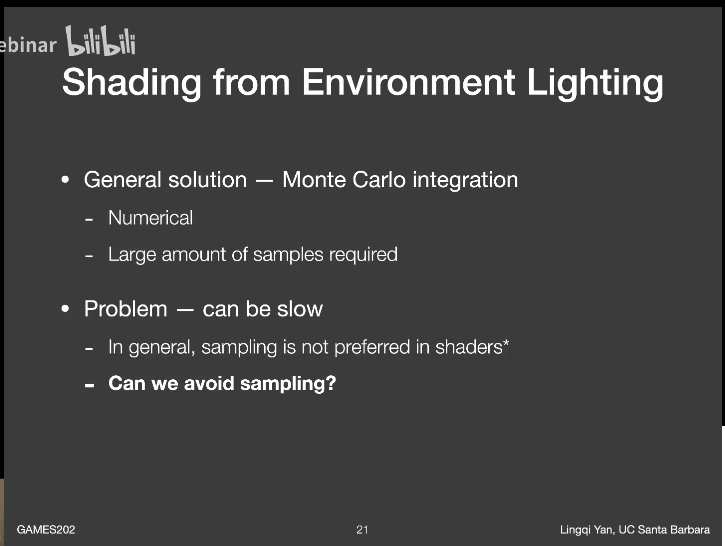 ebinar bilibili
Shading from Environment Lighting
• General solution — Monte Carlo integration
- Numerical
- Large amount of samples required
• Problem — can be slow
- In general, sampling is not preferred in shaders*
- Can we avoid sampling?
GAMES202 21 Lingqi Yan, UC Santa Barbara